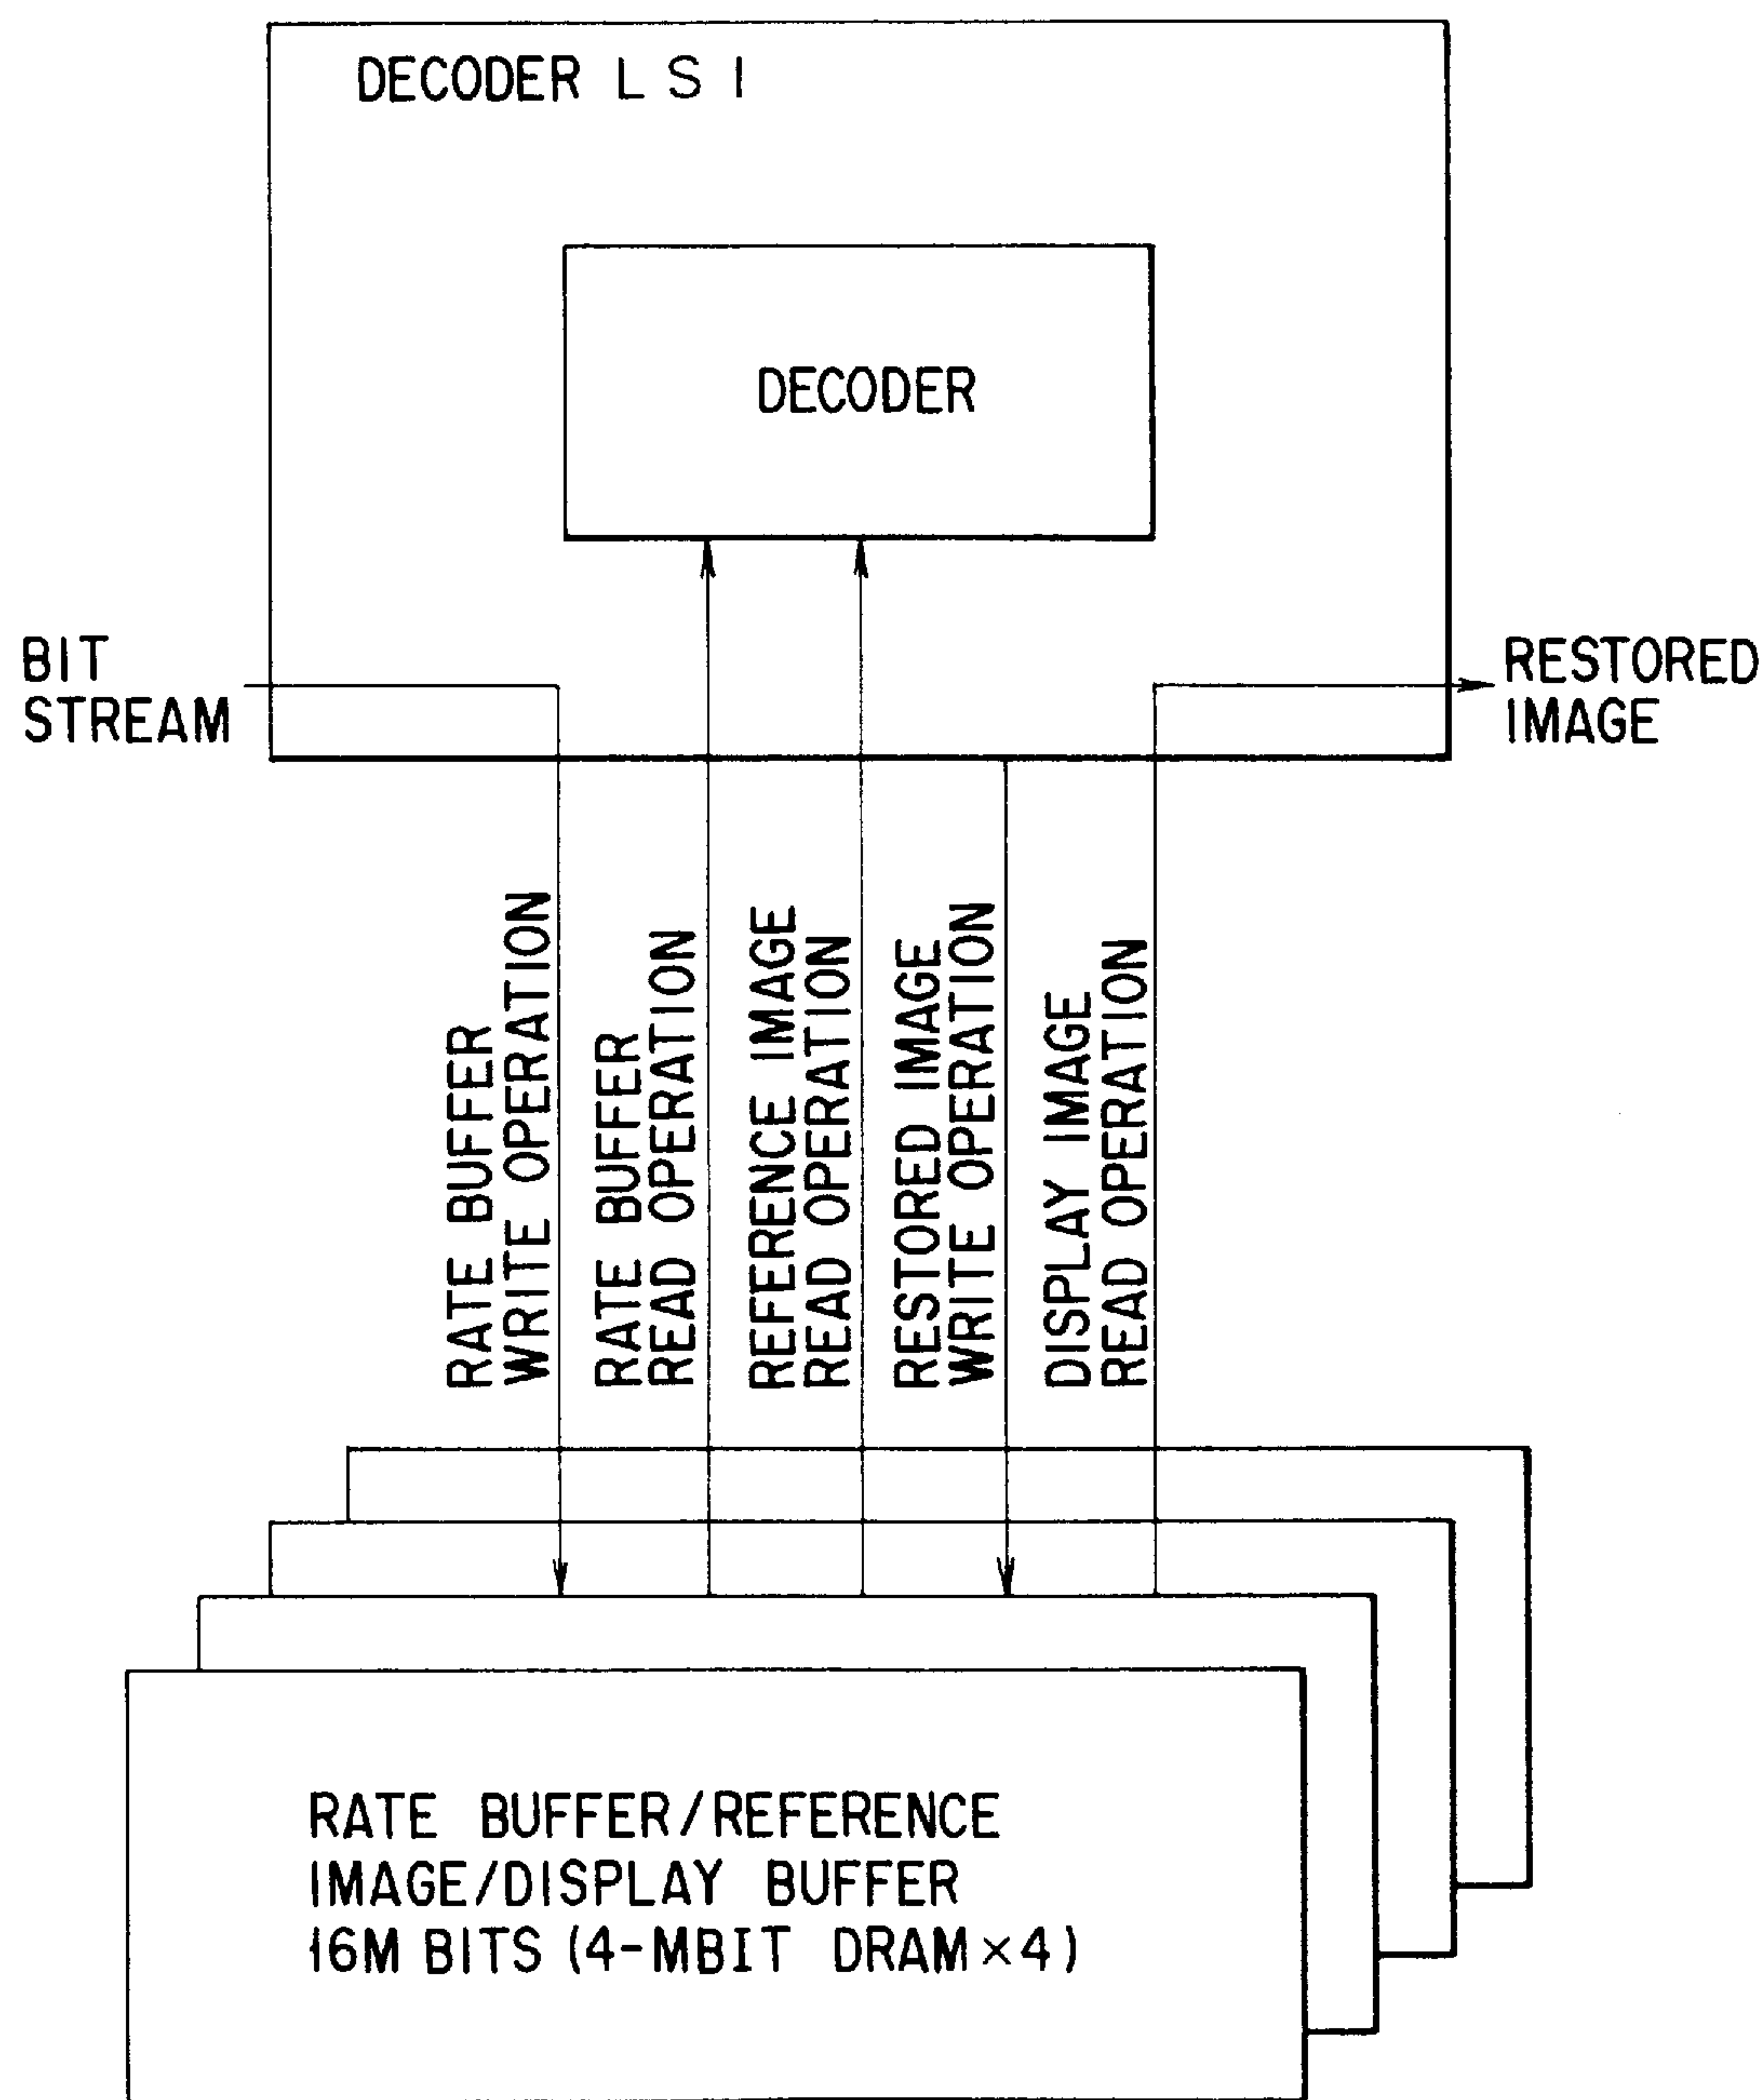 DECODER LSI
DECODER
BIT
STREAM
RESTORED
IMAGE
RATE BUFFER
WRITE OPERATION
RATE BUFFER
READ OPERATION
REFERENCE IMAGE
READ OPERATION
RESTORED IMAGE
WRITE OPERATION
DISPLAY IMAGE
READ OPERATION
RATE BUFFER/REFERENCE
IMAGE/DISPLAY BUFFER
16M BITS (4-MBIT DRAM×4)